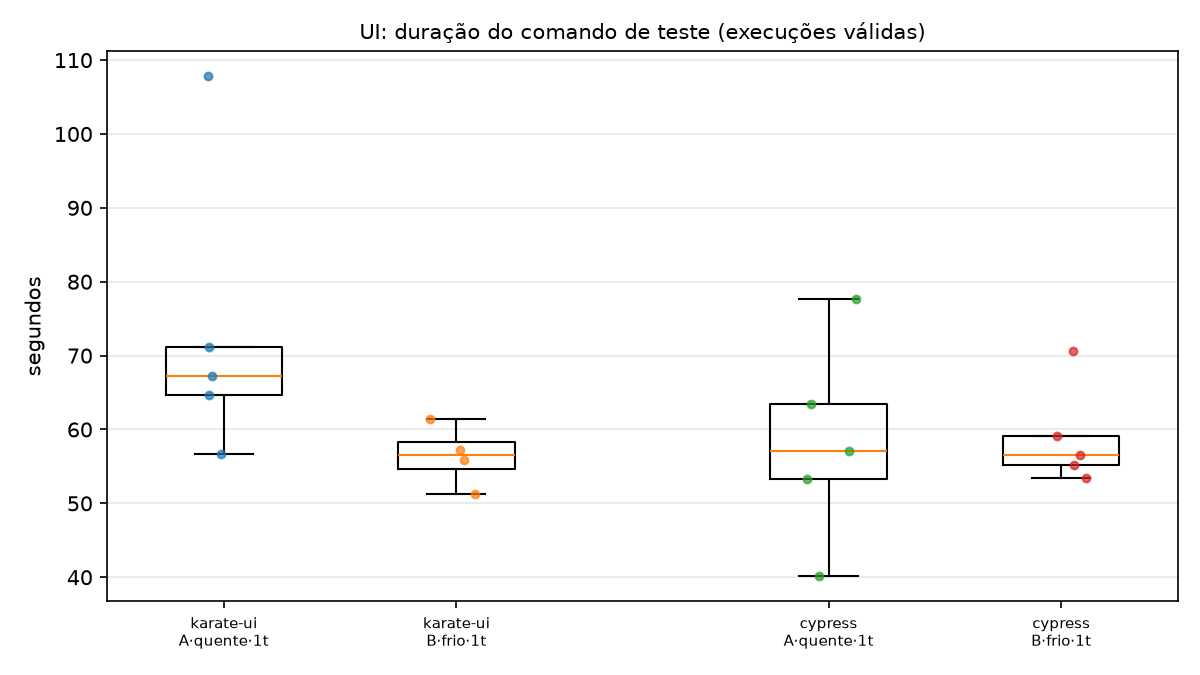 UI: duração do comando de teste (execuções válidas)
segundos
110
100
90
80
70
60
50
40
karate-ui
A·quente·1t
karate-ui
B·frio·1t
cypress
A·quente·1t
cypress
B·frio·1t